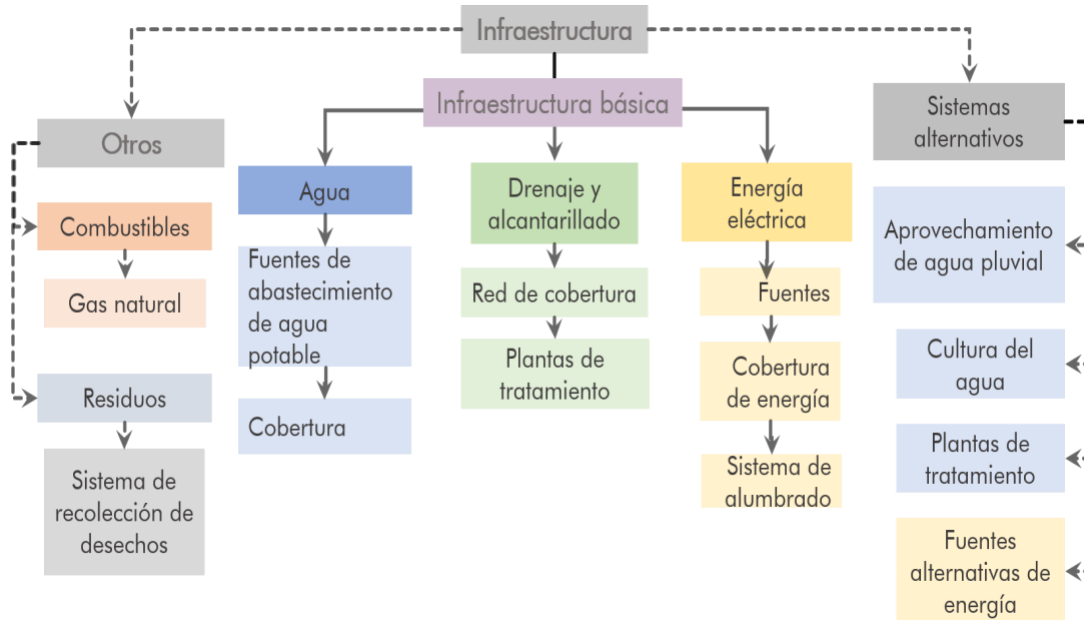 Infraestructura
Infraestructura básica
Otros
Combustibles
Gas natural
Residuos
Sistema de
recolección de
desechos
Agua
Fuentes de
abastecimiento
de agua
potable
Cobertura
Drenaje y
alcantarillado
Red de cobertura
Plantas de
tratamiento
Energía
eléctrica
Fuentes
Cobertura
de energía
Sistema de
alumbrado
Sistemas
alternativos
Aprovechamiento
de agua pluvial
Cultura del
agua
Plantas de
tratamiento
Fuentes
alternativas de
energía